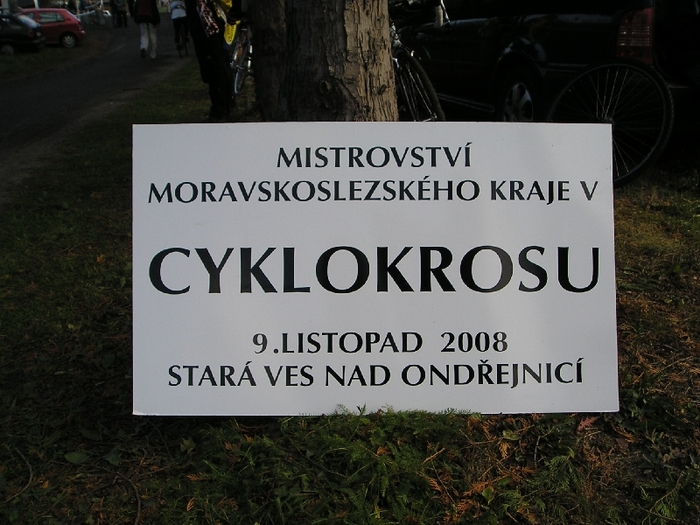 MISTROVSTVÍ
MORAVSKOSLEZSKÉHO KRAJE V
CYKLOKROSU
9.LISTOPAD 2008
STARÁ VES NAD ONDŘEJNICÍ